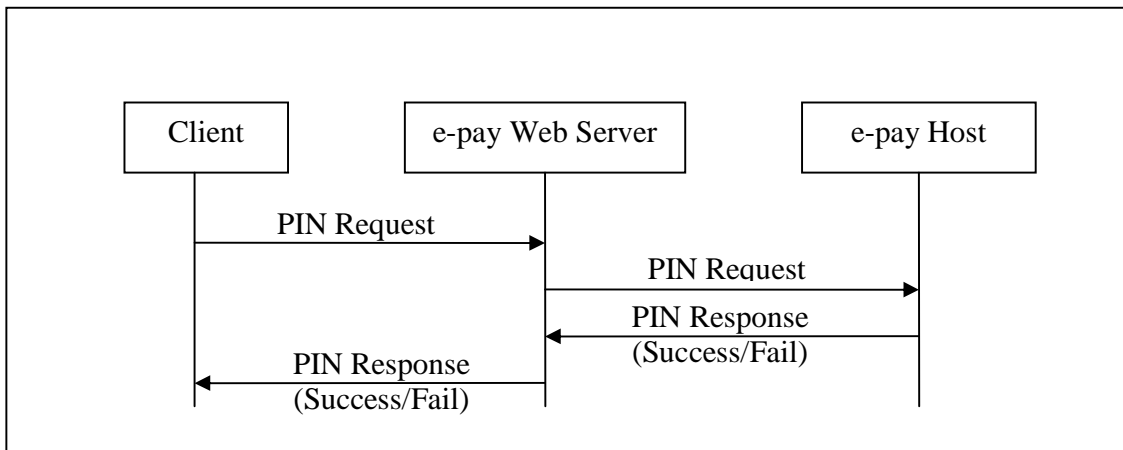 Client
e-pay Web Server
e-pay Host
PIN Request
PIN Request
PIN Response
(Success/Fail)
PIN Response
(Success/Fail)